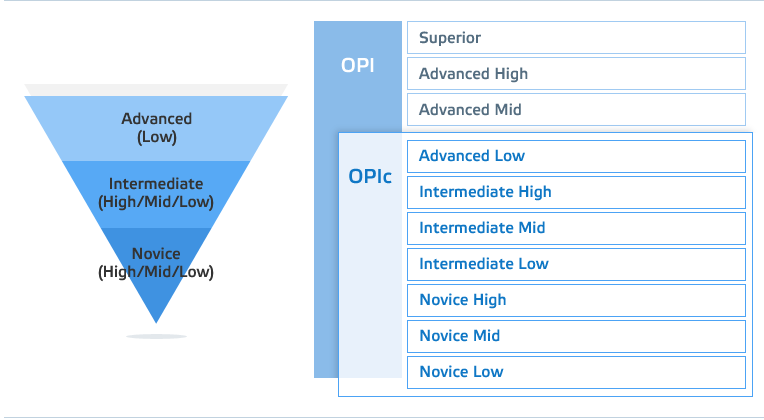 Advanced
(Low)
Intermediate
(High/Mid/Low)
Novice
(High/Mid/Low)
OPI
Superior
Advanced High
Advanced Mid
OPIc
Advanced Low
Intermediate High
Intermediate Mid
Intermediate Low
Novice High
Novice Mid
Novice Low